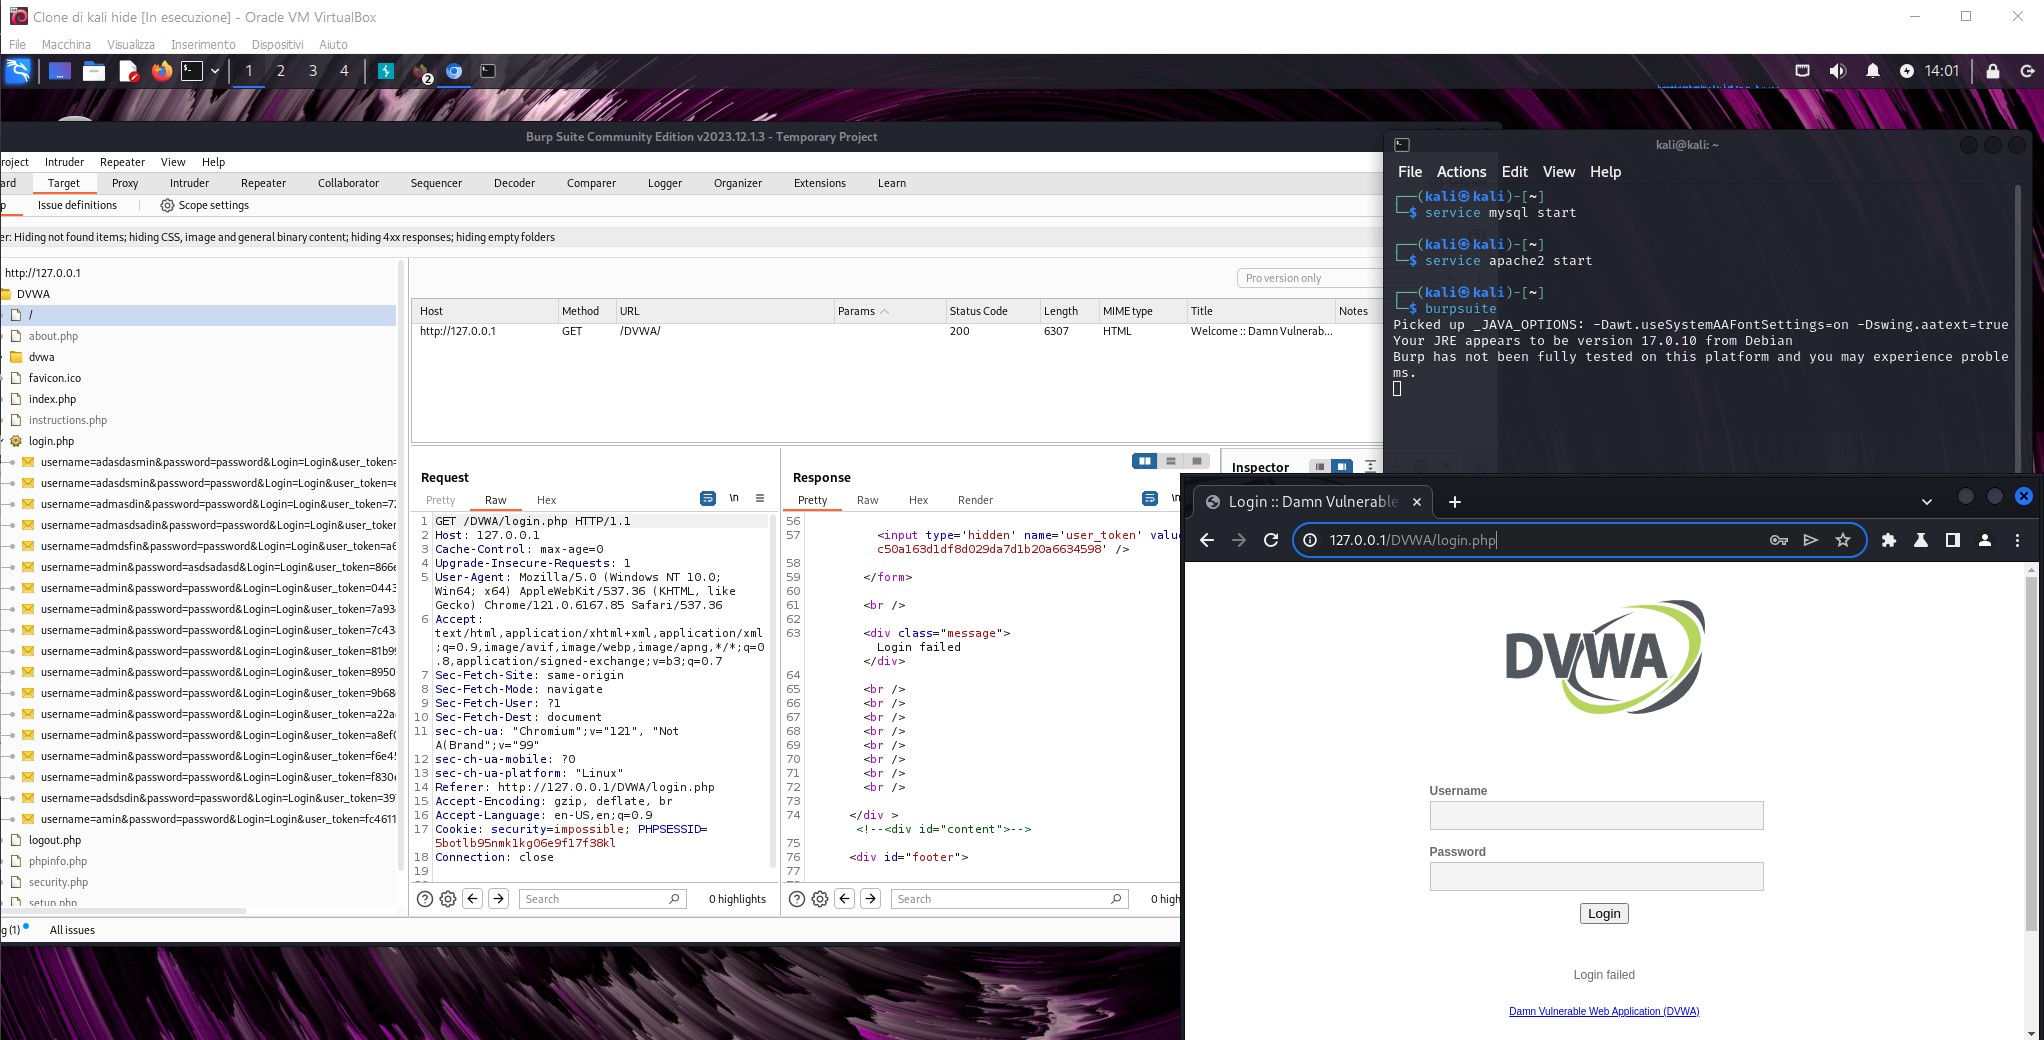 Clone di kali hide [In esecuzione] - Oracle VM VirtualBox
File Macchina Visualizza Inserimento Dispositivi Aiuto
1 2 3 4
2
14:01
Burp Suite Community Edition v2023.12.1.3 - Temporary Project
roject Intruder Repeater View Help
ard Target Proxy Intruder Repeater Collaborator Sequencer Decoder Comparer Logger Organizer Extensions Learn
p Issue definitions Scope settings
er: Hiding not found items; hiding CSS, image and general binary content; hiding 4xx responses; hiding empty folders
http://127.0.0.1
DVWA
/
about.php
dvwa
favicon.ico
index.php
instructions.php
login.php
username=adasdasmin&password=password&Login=Login&user_token=
username=adasdsmin&password=password&Login=Login&user_token=e
username=admasdin&password=password&Login=Login&user_token=7
username=admasdsadin&password=password&Login=Login&user_token
username=admdsfin&password=password&Login=Login&user_token=a6
username=admin&password=asdsadasd&Login=Login&user_token=866e
username=admin&password=password&Login=Login&user_token=0443
username=admin&password=password&Login=Login&user_token=7a93
username=admin&password=password&Login=Login&user_token=7c43
username=admin&password=password&Login=Login&user_token=81b9
username=admin&password=password&Login=Login&user_token=8950
username=admin&password=password&Login=Login&user_token=9b68
username=admin&password=password&Login=Login&user_token=a22a
username=admin&password=password&Login=Login&user_token=a8ef
username=admin&password=password&Login=Login&user_token=f6e4
username=admin&password=password&Login=Login&user_token=f830
username=adsdsdin&password=password&Login=Login&user_token=39
username=amin&password=password&Login=Login&user_token=fc4611
logout.php
phpinfo.php
security.php
setup.php
g (1) All issues
Pro version only
Host Method URL Params Status Code Length MIME type Title Notes
http://127.0.0.1 GET /DVWA/ 200 6307 HTML Welcome :: Damn Vulnerab...
Request
Pretty Raw Hex \n
1 GET /DVWA/login.php HTTP/1.1
2 Host: 127.0.0.1
3 Cache-Control: max-age=0
4 Upgrade-Insecure-Requests: 1
5 User-Agent: Mozilla/5.0 (Windows NT 10.0;
Win64; x64) AppleWebKit/537.36 (KHTML, like
Gecko) Chrome/121.0.6167.85 Safari/537.36
6 Accept:
text/html,application/xhtml+xml,application/xml
;q=0.9,image/avif,image/webp,image/apng,*/*;q=0
.8,application/signed-exchange;v=b3;q=0.7
7 Sec-Fetch-Site: same-origin
8 Sec-Fetch-Mode: navigate
9 Sec-Fetch-User: ?1
10 Sec-Fetch-Dest: document
11 sec-ch-ua: "Chromium";v="121", "Not
A(Brand";v="99"
12 sec-ch-ua-mobile: ?0
13 sec-ch-ua-platform: "Linux"
14 Referer: http://127.0.0.1/DVWA/login.php
15 Accept-Encoding: gzip, deflate, br
16 Accept-Language: en-US,en;q=0.9
17 Cookie: security=impossible; PHPSESSID=
5botlb95nmk1kg06e9f17f38kl
18 Connection: close
19
Search 0 highlights
Response
Pretty Raw Hex Render
56
57 <input type='hidden' name='user_token' valu
c50a163d1df8d029da7d1b20a6634598' />
58
59 </form>
60
61 <br />
62
63 <div class="message">
Login failed
</div>
64
65 <br />
66 <br />
67 <br />
68 <br />
69 <br />
70 <br />
71 <br />
72 <br />
73
74 </div >
<!--<div id="content">-->
75
76 <div id="footer">
77
Search 0 high
Inspector
kali@kali: ~
File Actions Edit View Help
(kali㉿kali)-[~]
$ service mysql start
(kali㉿kali)-[~]
$ service apache2 start
(kali㉿kali)-[~]
$ burpsuite
Picked up _JAVA_OPTIONS: -Dawt.useSystemAAFontSettings=on -Dswing.aatext=true
Your JRE appears to be version 17.0.10 from Debian
Burp has not been fully tested on this platform and you may experience proble
ms.
Login :: Damn Vulnerable
127.0.0.1/DVWA/login.php
DVWA
Username
Password
Login
Login failed
Damn Vulnerable Web Application (DVWA)